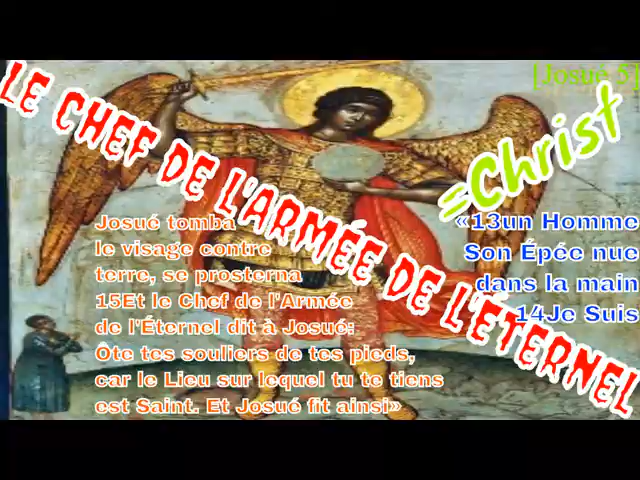 [Josué 5]
LE CHEF DE L'ARMÉE DE L'ÉTERNEL
=Christ
«13un Homme
Son Épée nue
dans la main
14Je Suis
Josué tomba
le visage contre
terre, se prosterna
15Et le Chef de l'Armée
de l'Éternel dit à Josué:
Ôte tes souliers de tes pieds,
car le Lieu sur lequel tu te tiens
est Saint. Et Josué fit ainsi»